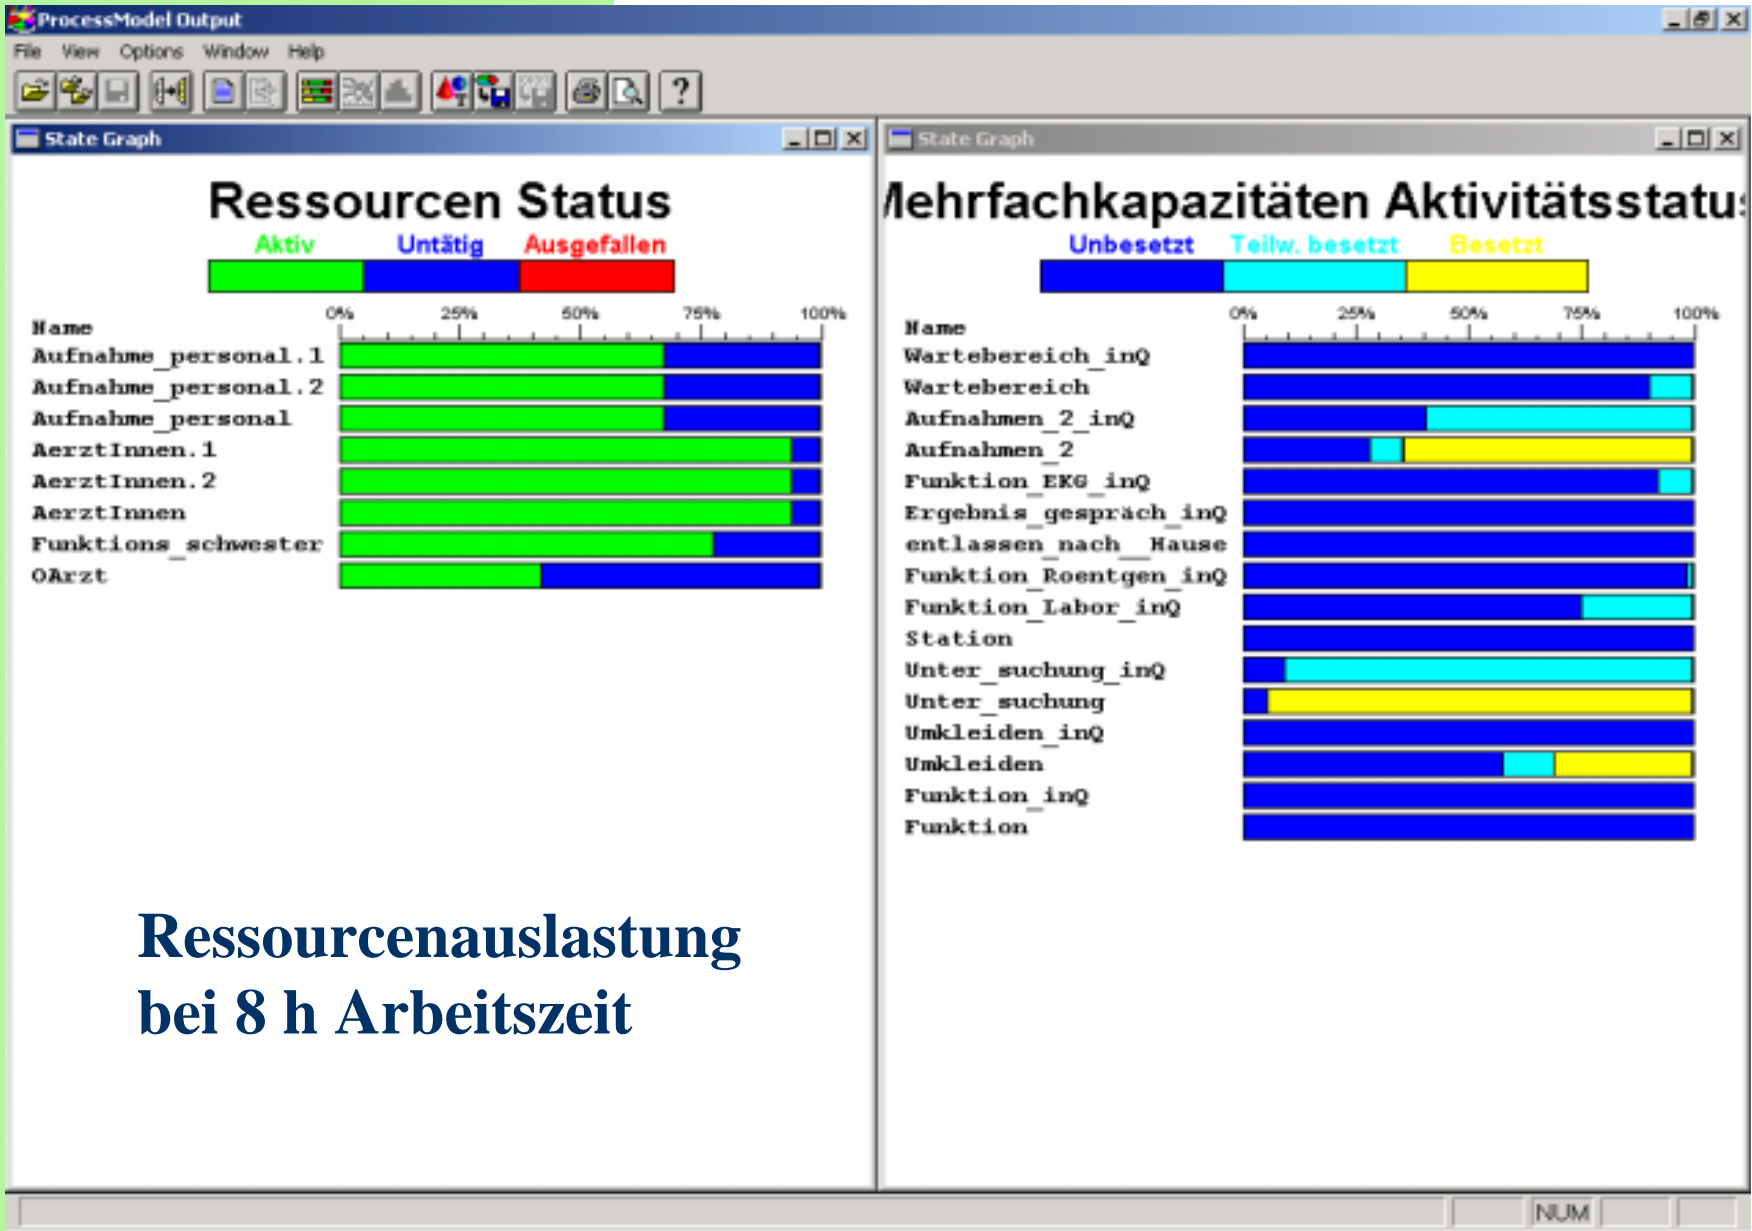 ProcessModel Output
File View Options Window Help
State Graph
Ressourcen Status
Aktiv Untätig Ausgefallen
Name 0% 25% 50% 75% 100%
Aufnahme_personal.1
Aufnahme_personal.2
Aufnahme_personal
AerztInnen.1
AerztInnen.2
AerztInnen
Funktions_schwester
OArzt
Ressourcenauslastung
bei 8 h Arbeitszeit
State Graph
Mehrfachkapazitäten Aktivitätsstatus
Unbesetzt Teilw. besetzt Besetzt
Name 0% 25% 50% 75% 100%
Wartebereich_inQ
Wartebereich
Aufnahmen_2_inQ
Aufnahmen_2
Funktion_EKG_inQ
Ergebnis_gespräch_inQ
entlassen_nach__Hause
Funktion_Roentgen_inQ
Funktion_Labor_inQ
Station
Unter_suchung_inQ
Unter_suchung
Umkleiden_inQ
Umkleiden
Funktion_inQ
Funktion
NUM